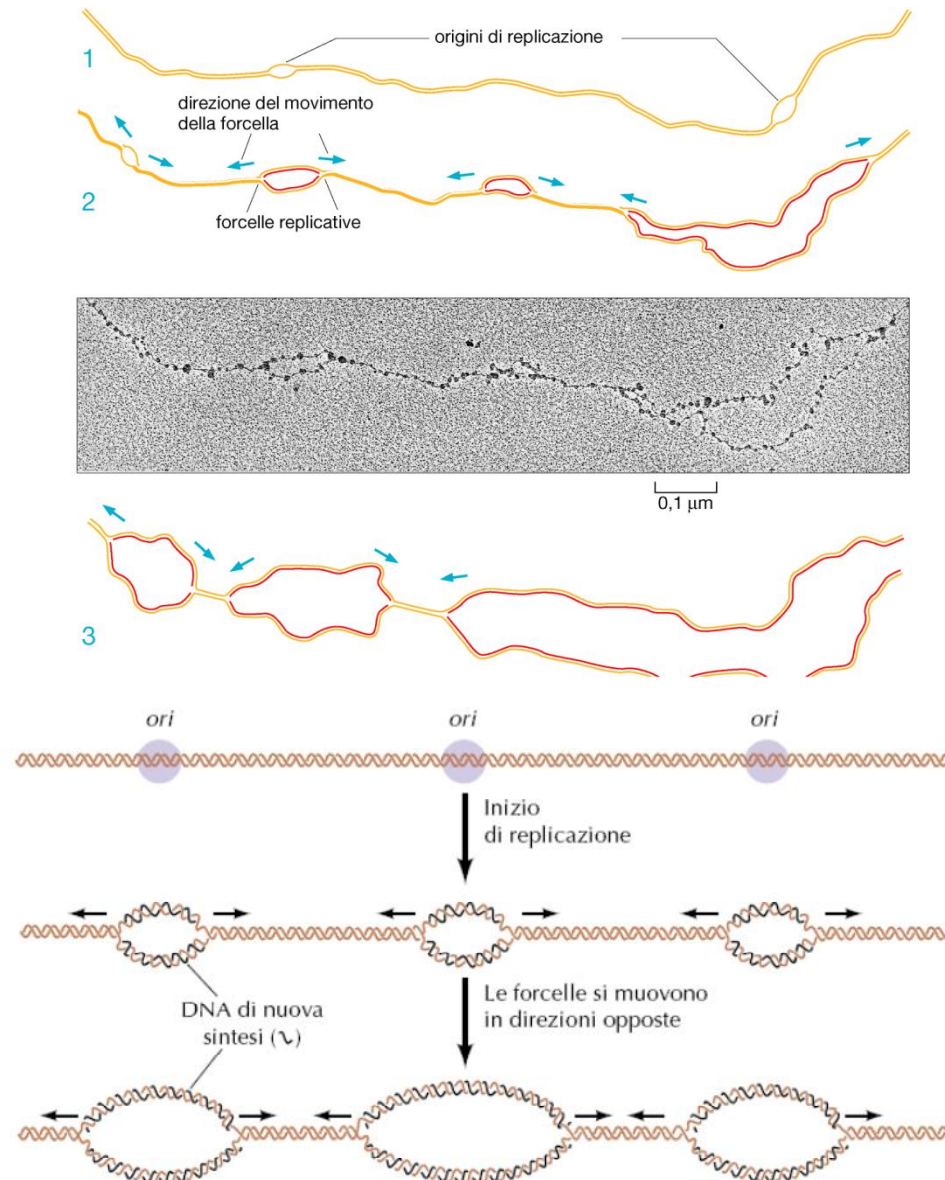 origini di replicazione
1
direzione del movimento
della forcella
2
forcelle replicative
0,1 μm
3
ori
ori
ori
Inizio
di replicazione
DNA di nuova
sintesi ( )
Le forcelle si muovono
in direzioni opposte